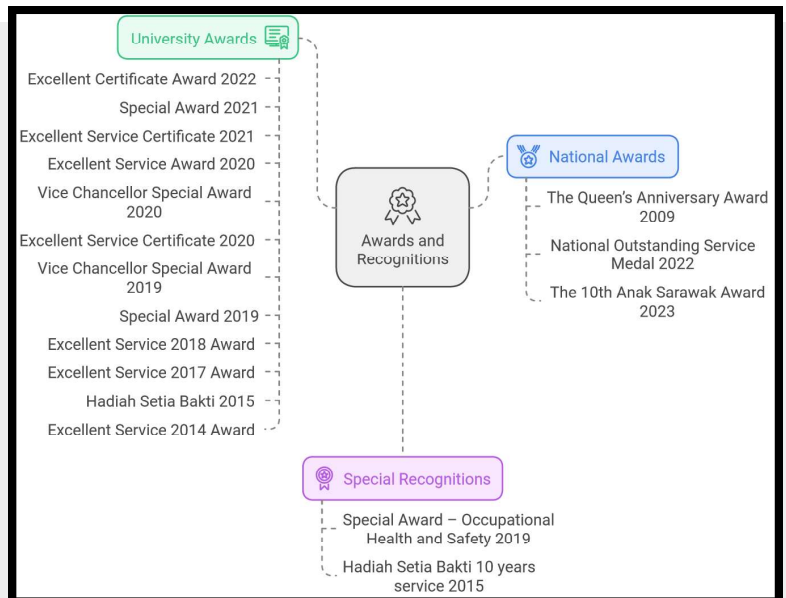 University Awards
Excellent Certificate Award 2022
Special Award 2021
Excellent Service Certificate 2021
Excellent Service Award 2020
Vice Chancellor Special Award
2020
Excellent Service Certificate 2020
Vice Chancellor Special Award
2019
Special Award 2019
Excellent Service 2018 Award
Excellent Service 2017 Award
Hadiah Setia Bakti 2015
Excellent Service 2014 Award
Awards and
Recognitions
National Awards
The Queen’s Anniversary Award
2009
National Outstanding Service
Medal 2022
The 10th Anak Sarawak Award
2023
Special Recognitions
Special Award – Occupational
Health and Safety 2019
Hadiah Setia Bakti 10 years
service 2015